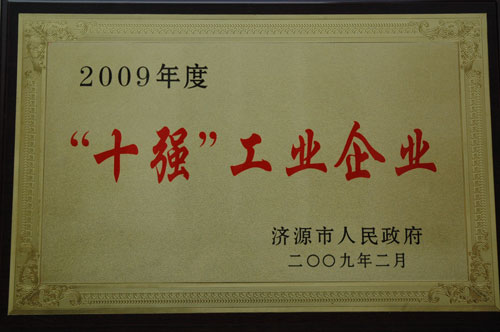 2009年度
“十强”工业企业
济源市人民政府
二〇〇九年二月